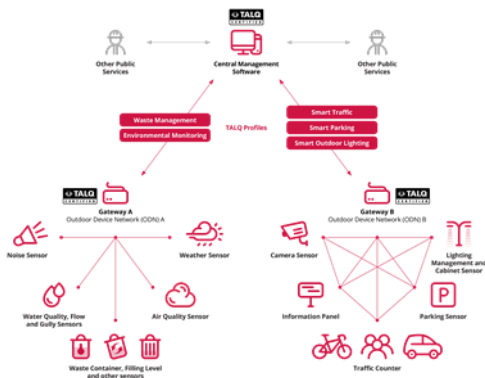 TALQ
CERTIFIED
Other Public
Services
Central Management
Software
Other Public
Services
Waste Management
Environmental Monitoring
TALQ Profiles
Smart Traffic
Smart Parking
Smart Outdoor Lighting
TALQ
CERTIFIED
Gateway A
Outdoor Device Network (ODN) A
TALQ
CERTIFIED
Gateway B
Outdoor Device Network (ODN) B
Noise Sensor
Weather Sensor
Camera Sensor
Lighting
Management and
Cabinet Sensor
Water Quality, Flow
and Gully Sensors
Air Quality Sensor
Information Panel
P
Parking Sensor
Waste Container, Filling Level
and other sensors
Traffic Counter